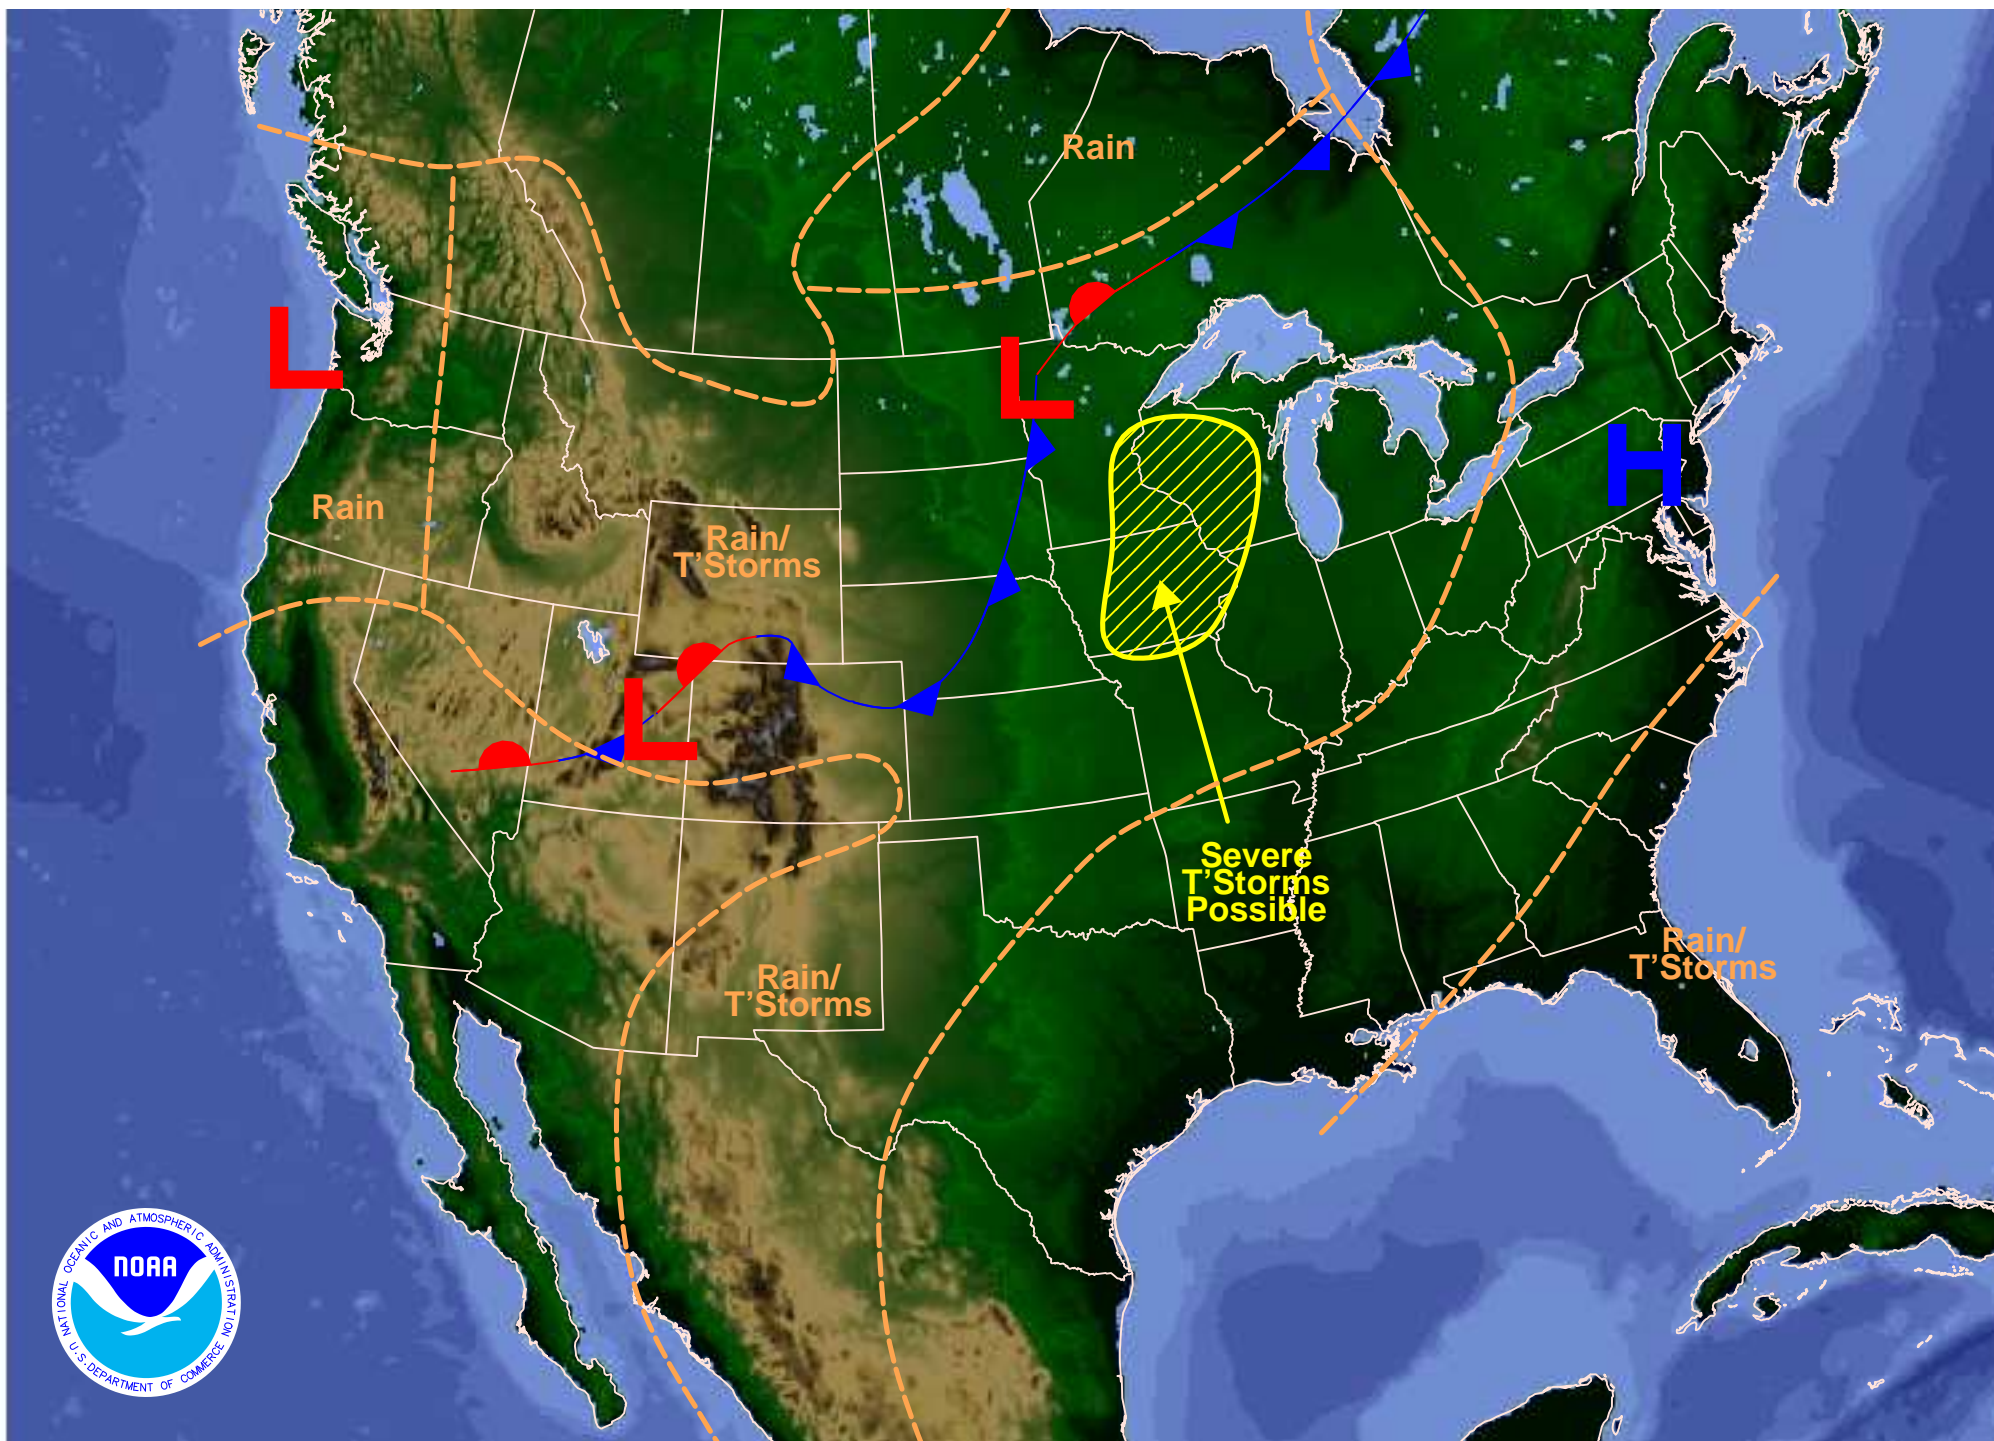 Rain
L
L
H
Rain
Rain/
T'Storms
L
Severe
T'Storms
Possible
Rain/
T'Storms
Rain/
T'Storms
NATIONAL OCEANIC AND ATMOSPHERIC ADMINISTRATION
NOAA
U.S. DEPARTMENT OF COMMERCE